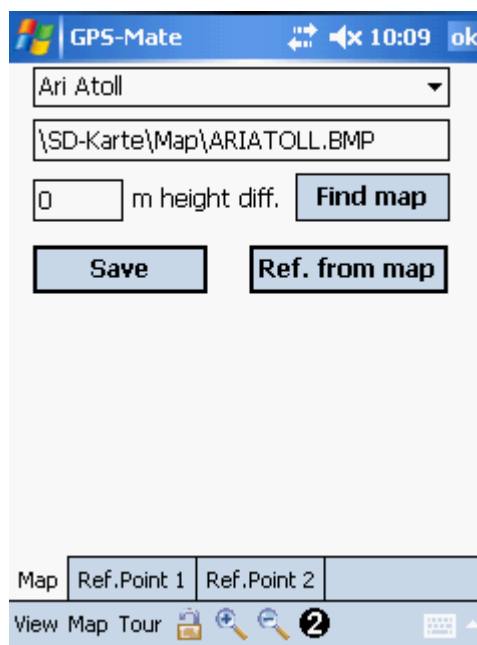 GPS-Mate 10:09 ok
Ari Atoll
\SD-Karte\Map\ARIATOLL.BMP
0 m height diff. Find map
Save Ref. from map
Map Ref.Point 1 Ref.Point 2
View Map Tour 2